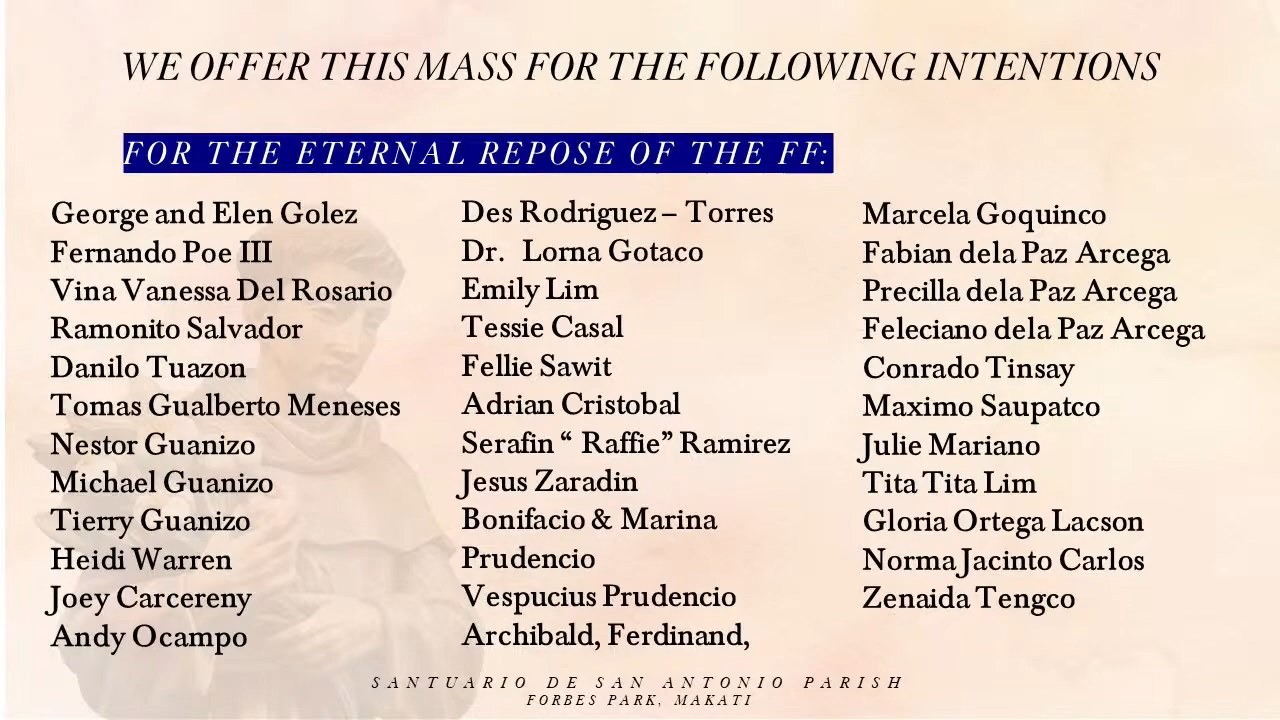 WE OFFER THIS MASS FOR THE FOLLOWING INTENTIONS
FOR THE ETERNAL REPOSE OF THE FF:
George and Elen Golez
Fernando Poe III
Vina Vanessa Del Rosario
Ramonito Salvador
Danilo Tuazon
Tomas Gualberto Meneses
Nestor Guanizo
Michael Guanizo
Tierry Guanizo
Heidi Warren
Joey Carcereny
Andy Ocampo
Des Rodriguez – Torres
Dr. Lorna Gotaco
Emily Lim
Tessie Casal
Fellie Sawit
Adrian Cristobal
Serafin “ Raffie” Ramirez
Jesus Zaradin
Bonifacio & Marina
Prudencio
Vespucius Prudencio
Archibald, Ferdinand,
Marcela Goquinco
Fabian dela Paz Arcega
Precilla dela Paz Arcega
Feleciano dela Paz Arcega
Conrado Tinsay
Maximo Saupatco
Julie Mariano
Tita Tita Lim
Gloria Ortega Lacson
Norma Jacinto Carlos
Zenaida Tengco
SANTUARIO DE SAN ANTONIO PARISH
FORBES PARK, MAKATI